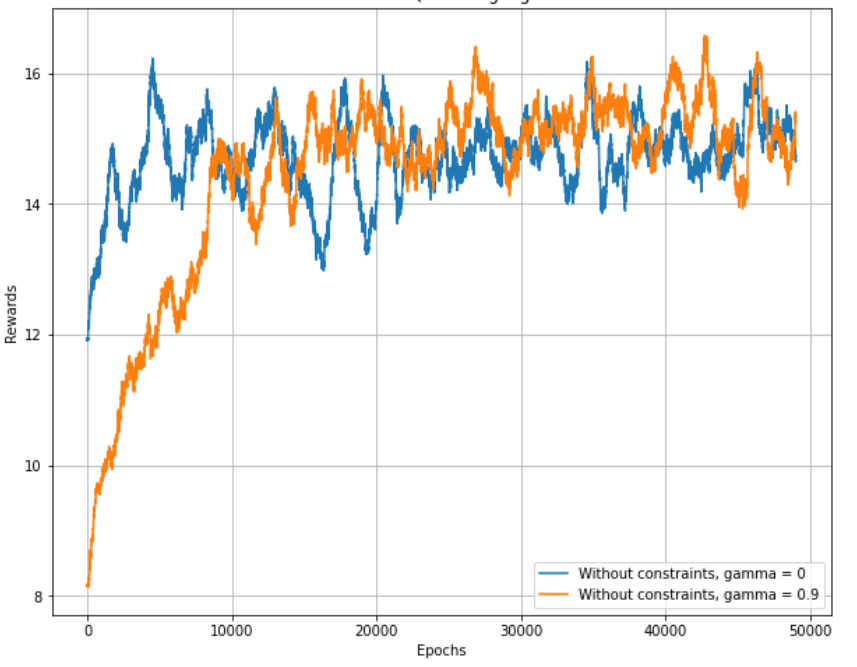 16
14
12
10
8
Rewards
0
10000
20000
30000
40000
50000
Epochs
Without constraints, gamma = 0
Without constraints, gamma = 0.9